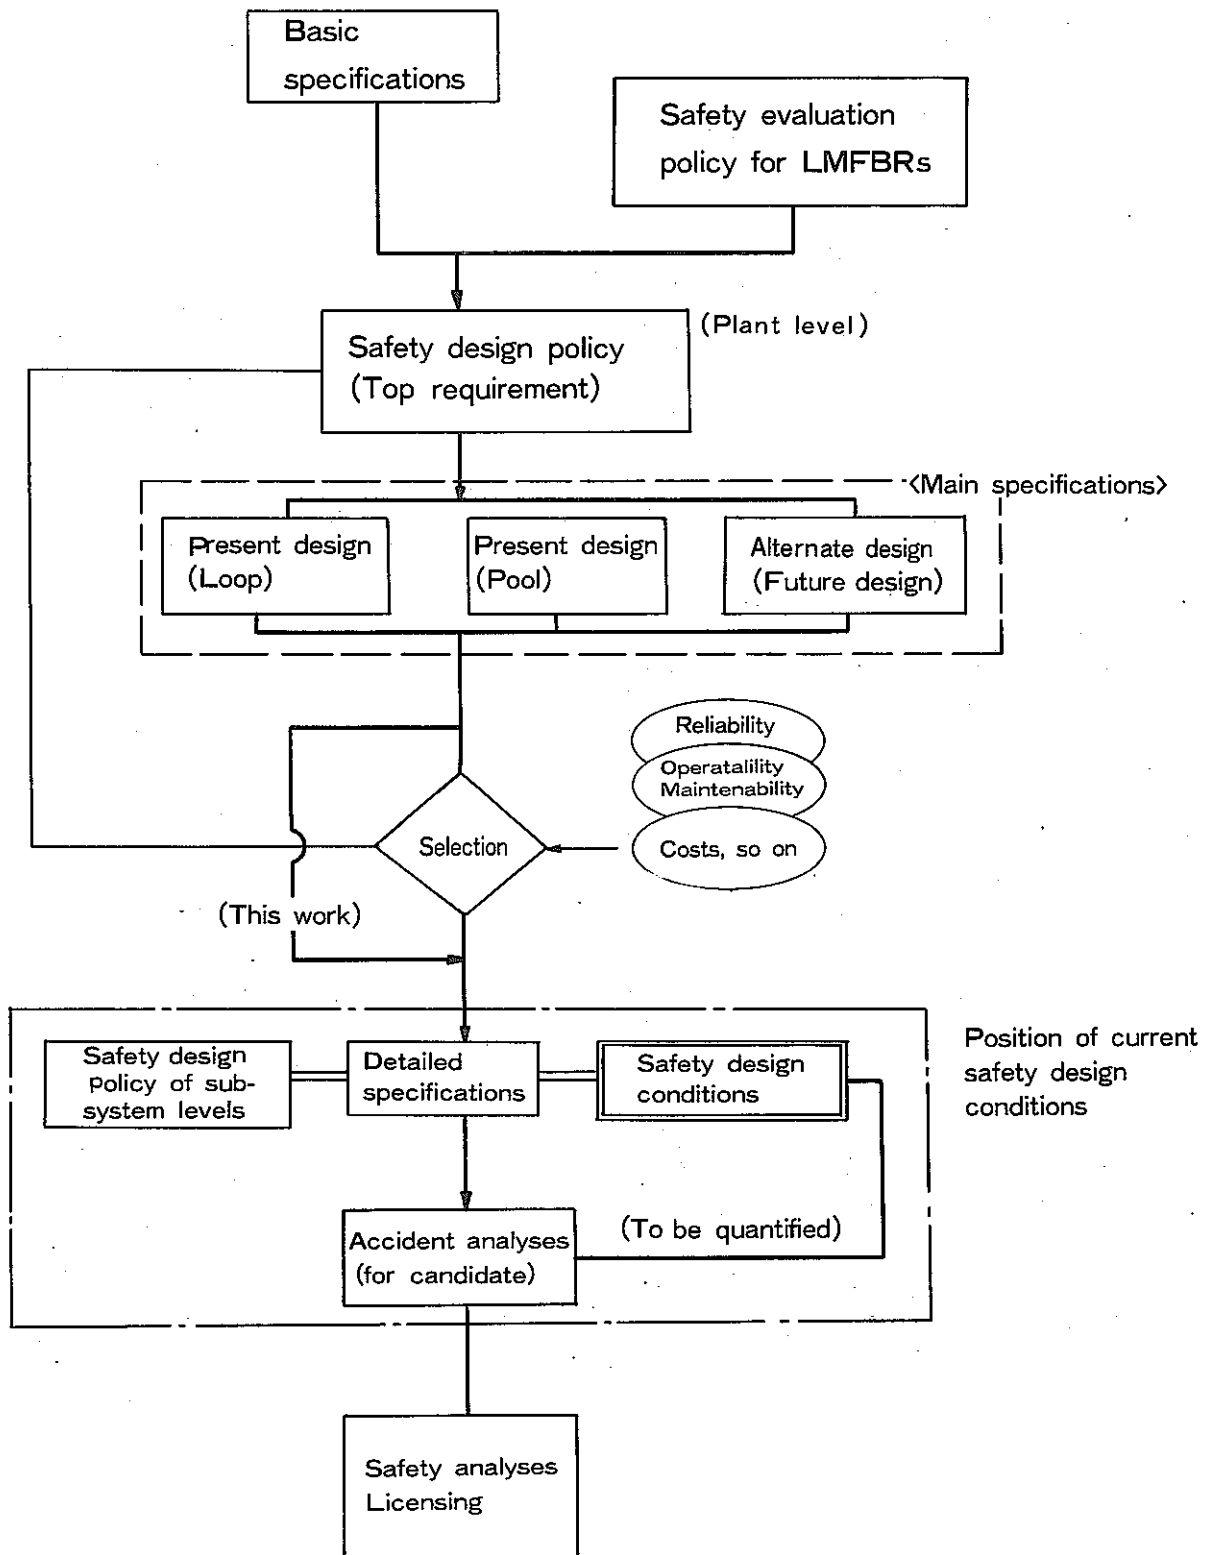 Basic
specifications
Safety evaluation
policy for LMFBRs
(Plant level)
Safety design policy
(Top requirement)
<Main specifications>
Present design
(Loop)
Present design
(Pool)
Alternate design
(Future design)
Reliability
Operatalility
Maintenability
Selection
Costs, so on
(This work)
Position of current
safety design
conditions
Safety design
Policy of sub-
system levels
Detailed
specifications
Safety design
conditions
(To be quantified)
Accident analyses
(for candidate)
Safety analyses
Licensing